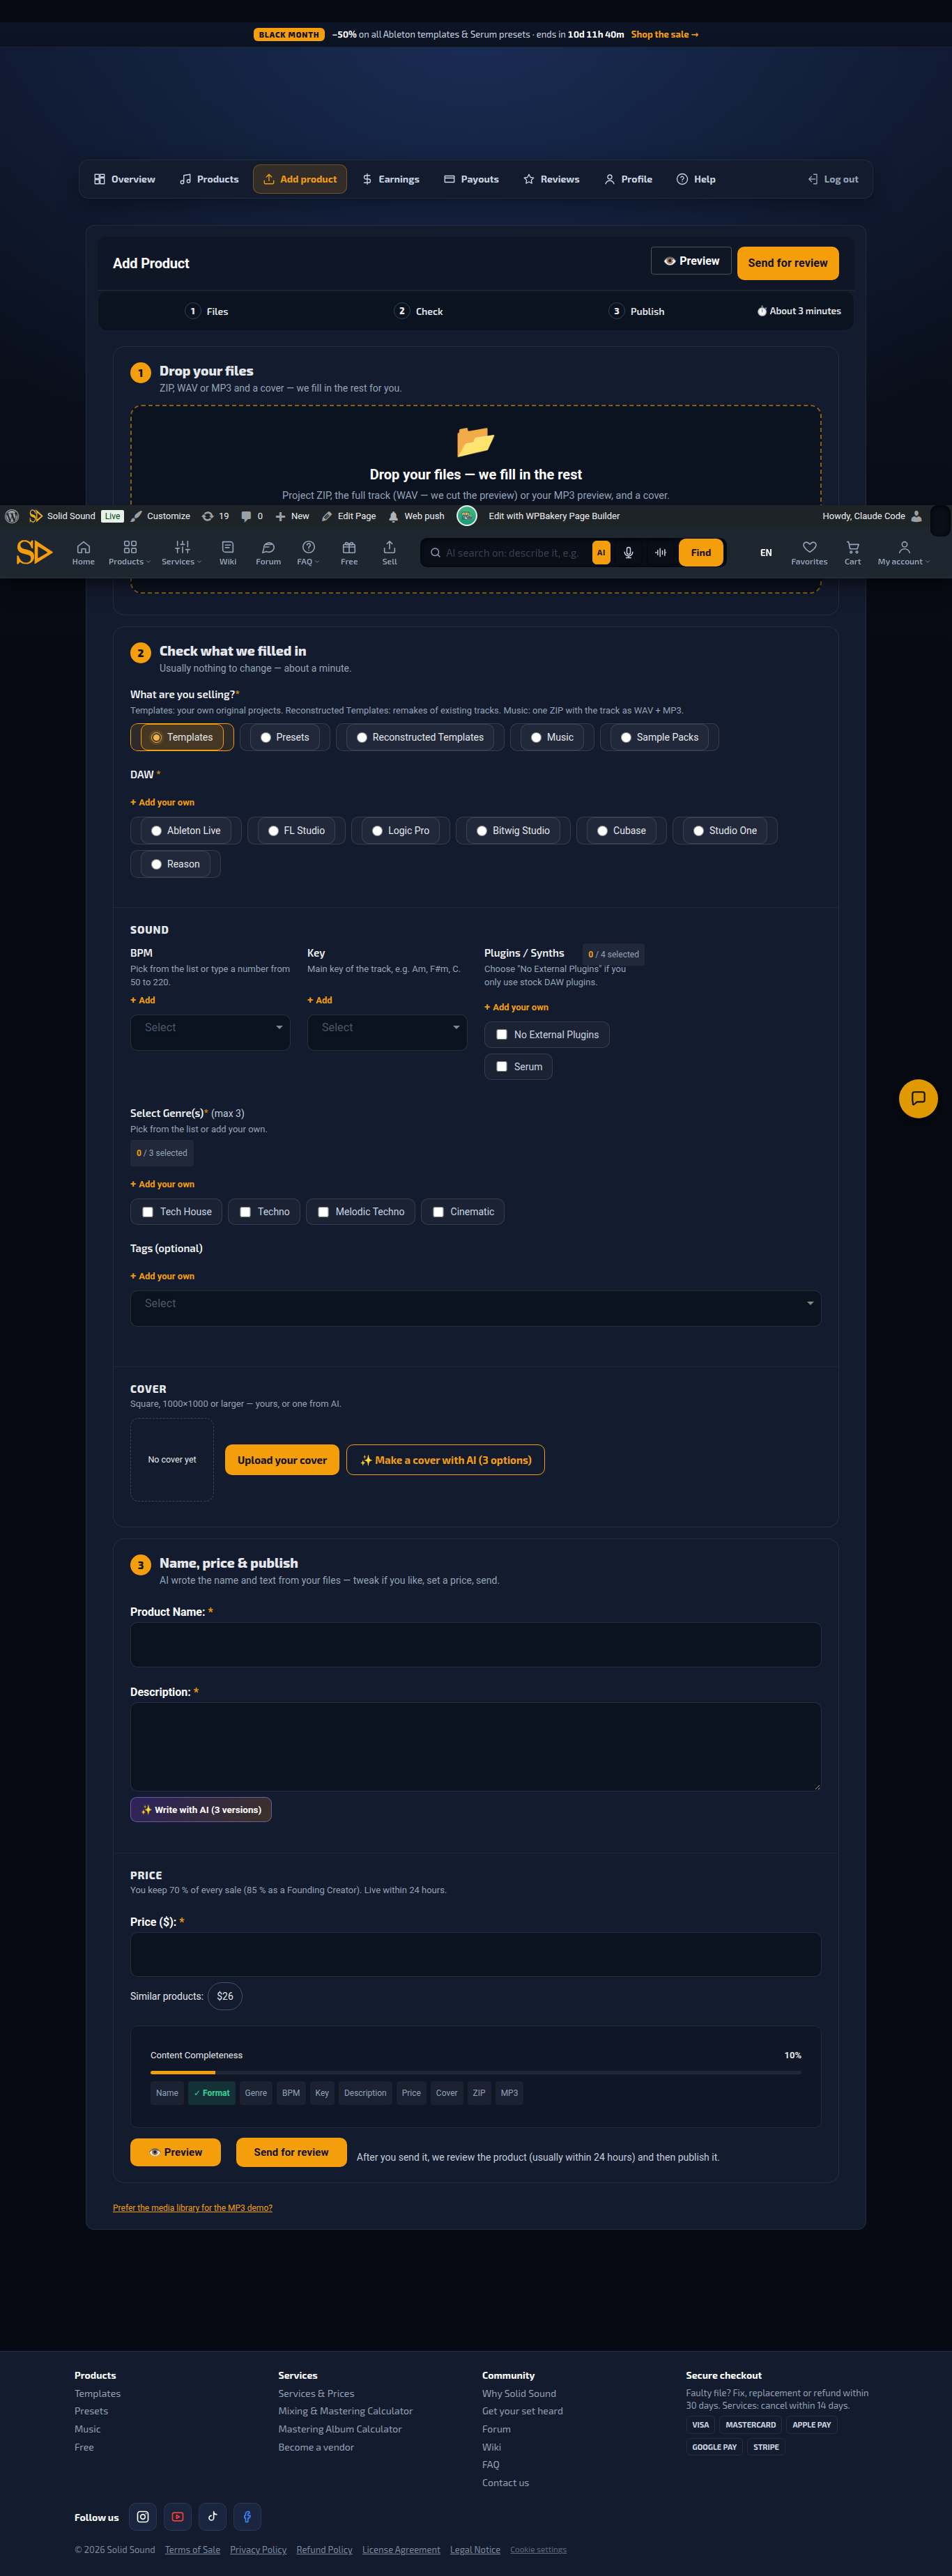 BLACK MONTH −50% on all Ableton templates & Serum presets · ends in 10d 11h 40m Shop the sale →
Overview Products Add product Earnings Payouts Reviews Profile Help Log out
Add Product
Preview Send for review
1 Files 2 Check 3 Publish About 3 minutes
1 Drop your files
ZIP, WAV or MP3 and a cover — we fill in the rest for you.
Drop your files — we fill in the rest
Project ZIP, the full track (WAV — we cut the preview) or your MP3 preview, and a cover.
Solid Sound Live Customize 19 0 New Edit Page Web push Edit with WPBakery Page Builder Howdy, Claude Code
SD
AI search on: describe it, e.g. AI Find EN
Home Products Services Wiki Forum FAQ Free Sell Favorites Cart My account
2 Check what we filled in
Usually nothing to change — about a minute.
What are you selling?*
Templates: your own original projects. Reconstructed Templates: remakes of existing tracks. Music: one ZIP with the track as WAV + MP3.
Templates Presets Reconstructed Templates Music Sample Packs
DAW *
+ Add your own
Ableton Live FL Studio Logic Pro Bitwig Studio Cubase Studio One
Reason
SOUND
BPM
Pick from the list or type a number from
50 to 220.
+ Add
Select
Key
Main key of the track, e.g. Am, F#m, C.
+ Add
Select
Plugins / Synths 0 / 4 selected
Choose "No External Plugins" if you
only use stock DAW plugins.
+ Add your own
No External Plugins
Serum
Select Genre(s)* (max 3)
Pick from the list or add your own.
0 / 3 selected
+ Add your own
Tech House Techno Melodic Techno Cinematic
Tags (optional)
+ Add your own
Select
COVER
Square, 1000×1000 or larger — yours, or one from AI.
No cover yet Upload your cover ✨ Make a cover with AI (3 options)
3 Name, price & publish
AI wrote the name and text from your files — tweak if you like, set a price, send.
Product Name: *
Description: *
✨ Write with AI (3 versions)
PRICE
You keep 70 % of every sale (85 % as a Founding Creator). Live within 24 hours.
Price ($): *
Similar products: $26
Content Completeness 10%
Name ✓ Format Genre BPM Key Description Price Cover ZIP MP3
Preview Send for review After you send it, we review the product (usually within 24 hours) and then publish it.
Prefer the media library for the MP3 demo?
Products
Templates
Presets
Music
Free
Services
Services & Prices
Mixing & Mastering Calculator
Mastering Album Calculator
Become a vendor
Community
Why Solid Sound
Get your set heard
Forum
Wiki
FAQ
Contact us
Secure checkout
Faulty file? Fix, replacement or refund within
30 days. Services: cancel within 14 days.
VISA MASTERCARD APPLE PAY
GOOGLE PAY STRIPE
Follow us
© 2026 Solid Sound Terms of Sale Privacy Policy Refund Policy License Agreement Legal Notice Cookie settings